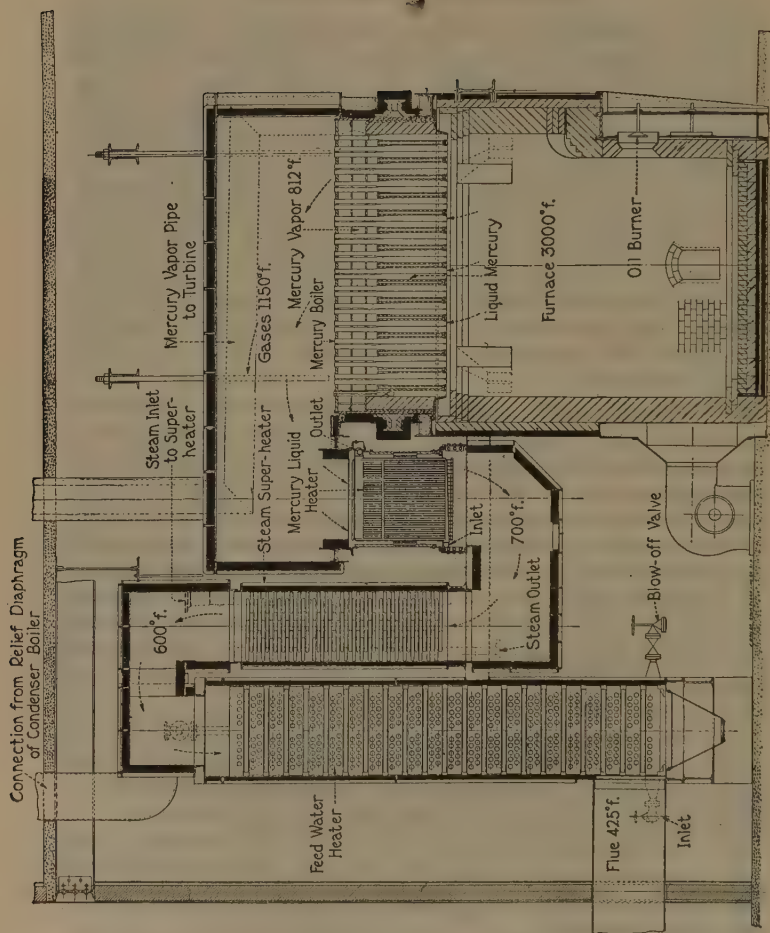 Connection from Relief Diaphragm
of Condenser Boiler
Steam Inlet
to Super-
heater
Mercury Vapor Pipe
to Turbine
600°f.
Steam Super-heater
Gases 1150°f.
Mercury Liquid
Heater
Outlet
Mercury Boiler
Mercury Vapor 812°f.
Liquid Mercury
Inlet
700°f.
Steam Outlet
Furnace 3000°f.
Oil Burner
Feed Water
Heater
Blow-off Valve
Flue 425°f.
Inlet